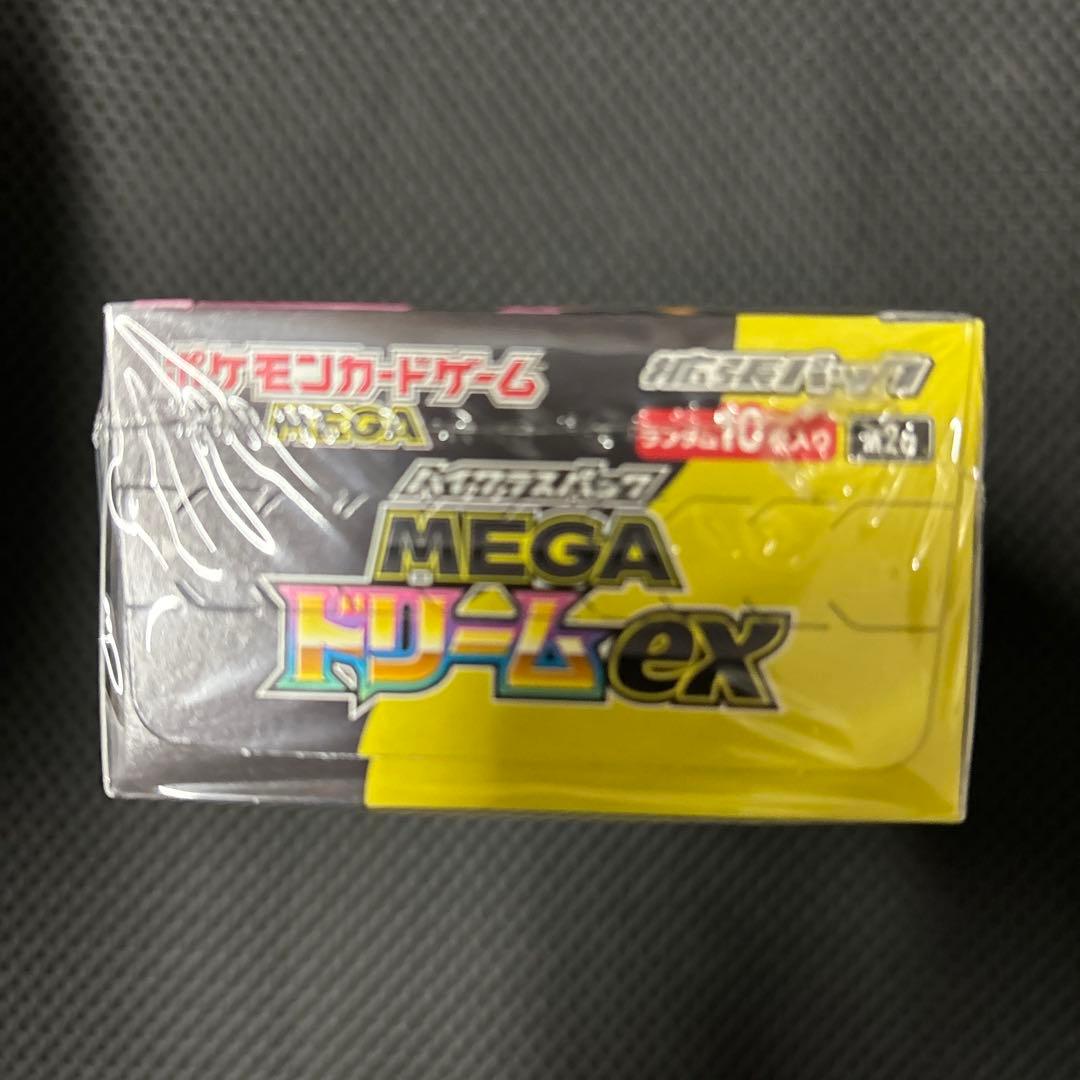 ポケモンカードゲーム
MEGA
拡張パック
ランダム10枚入り
ハイクラスパック
MEGA
ドリームex